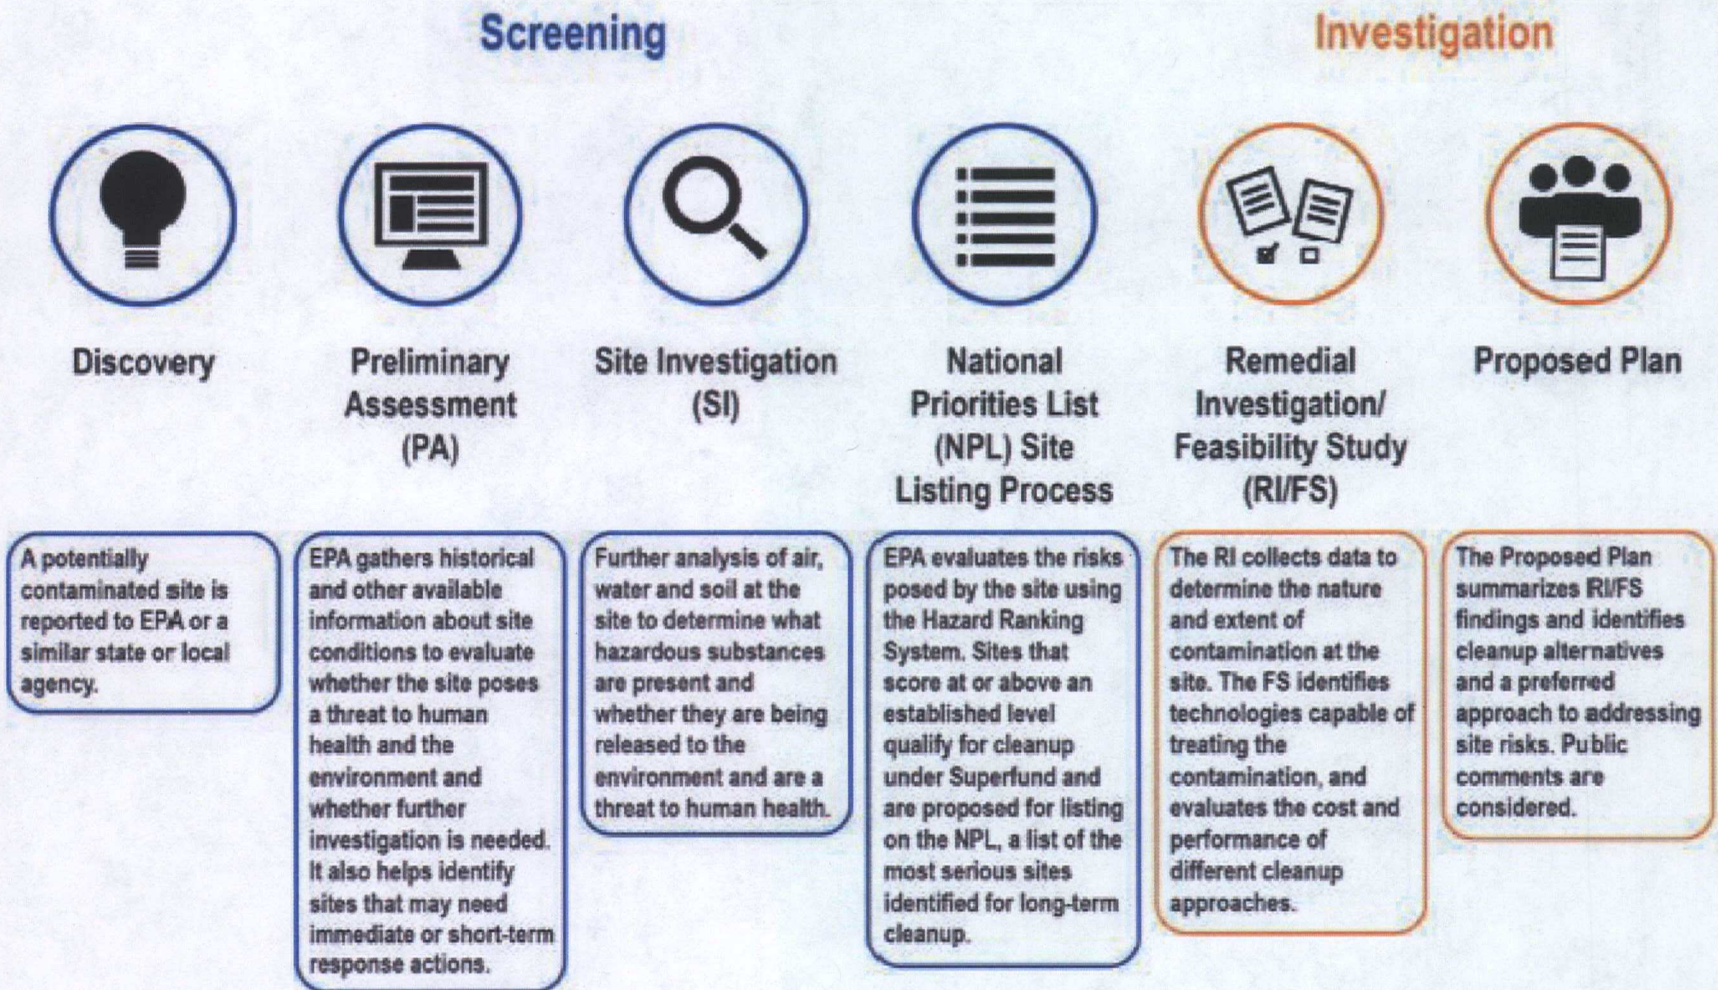 Screening
Investigation
Discovery
Preliminary
Assessment
(PA)
Site Investigation
(SI)
National
Priorities List
(NPL) Site
Listing Process
Remedial
Investigation/
Feasibility Study
(RI/FS)
Proposed Plan
A potentially
contaminated site is
reported to EPA or a
similar state or local
agency.
EPA gathers historical
and other available
information about site
conditions to evaluate
whether the site poses
a threat to human
health and the
environment and
whether further
investigation is needed.
It also helps identify
sites that may need
immediate or short-term
response actions.
Further analysis of air,
water and soil at the
site to determine what
hazardous substances
are present and
whether they are being
released to the
environment and are a
threat to human health.
EPA evaluates the risks
posed by the site using
the Hazard Ranking
System. Sites that
score at or above an
established level
qualify for cleanup
under Superfund and
are proposed for listing
on the NPL, a list of the
most serious sites
identified for long-term
cleanup.
The RI collects data to
determine the nature
and extent of
contamination at the
site. The FS identifies
technologies capable of
treating the
contamination, and
evaluates the cost and
performance of
different cleanup
approaches.
The Proposed Plan
summarizes RI/FS
findings and identifies
cleanup alternatives
and a preferred
approach to addressing
site risks. Public
comments are
considered.